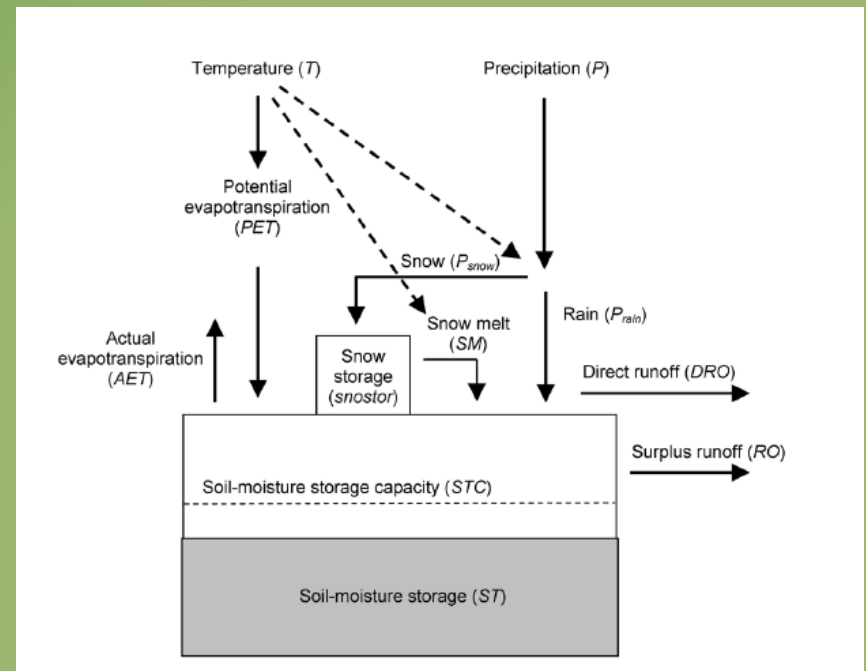 Temperature (T)
Precipitation (P)
Potential
evapotranspiration
(PET)
Snow (Psnow)
Rain (Prain)
Snow melt
(SM)
Actual
evapotranspiration
(AET)
Snow
storage
(snostor)
Direct runoff (DRO)
Surplus runoff (RO)
Soil-moisture storage capacity (STC)
Soil-moisture storage (ST)